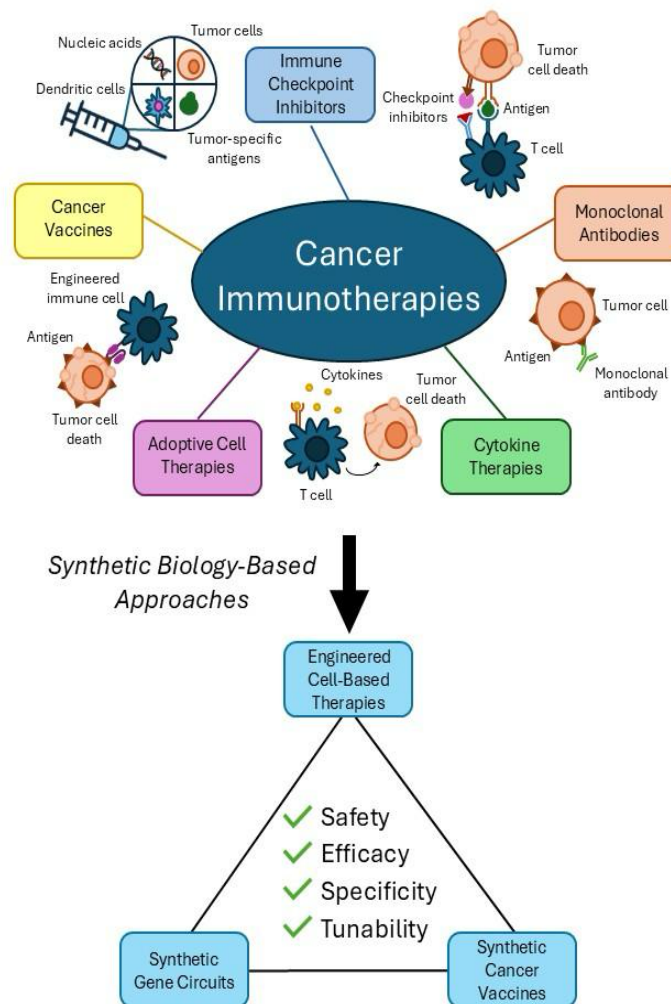 Tumor cells
Nucleic acids
Dendritic cells
Tumor-specific
antigens
Immune
Checkpoint
Inhibitors
Tumor
cell death
Checkpoint
inhibitors
Antigen
T cell
Cancer
Vaccines
Cancer
Immunotherapies
Monoclonal
Antibodies
Engineered
immune cell
Antigen
Tumor cell
death
Tumor cell
Antigen
Monoclonal
antibody
Adoptive Cell
Therapies
Cytokines
Tumor
cell death
T cell
Cytokine
Therapies
Synthetic Biology-Based
Approaches
Engineered
Cell-Based
Therapies
Safety
Efficacy
Specificity
Tunability
Synthetic
Gene Circuits
Synthetic
Cancer
Vaccines